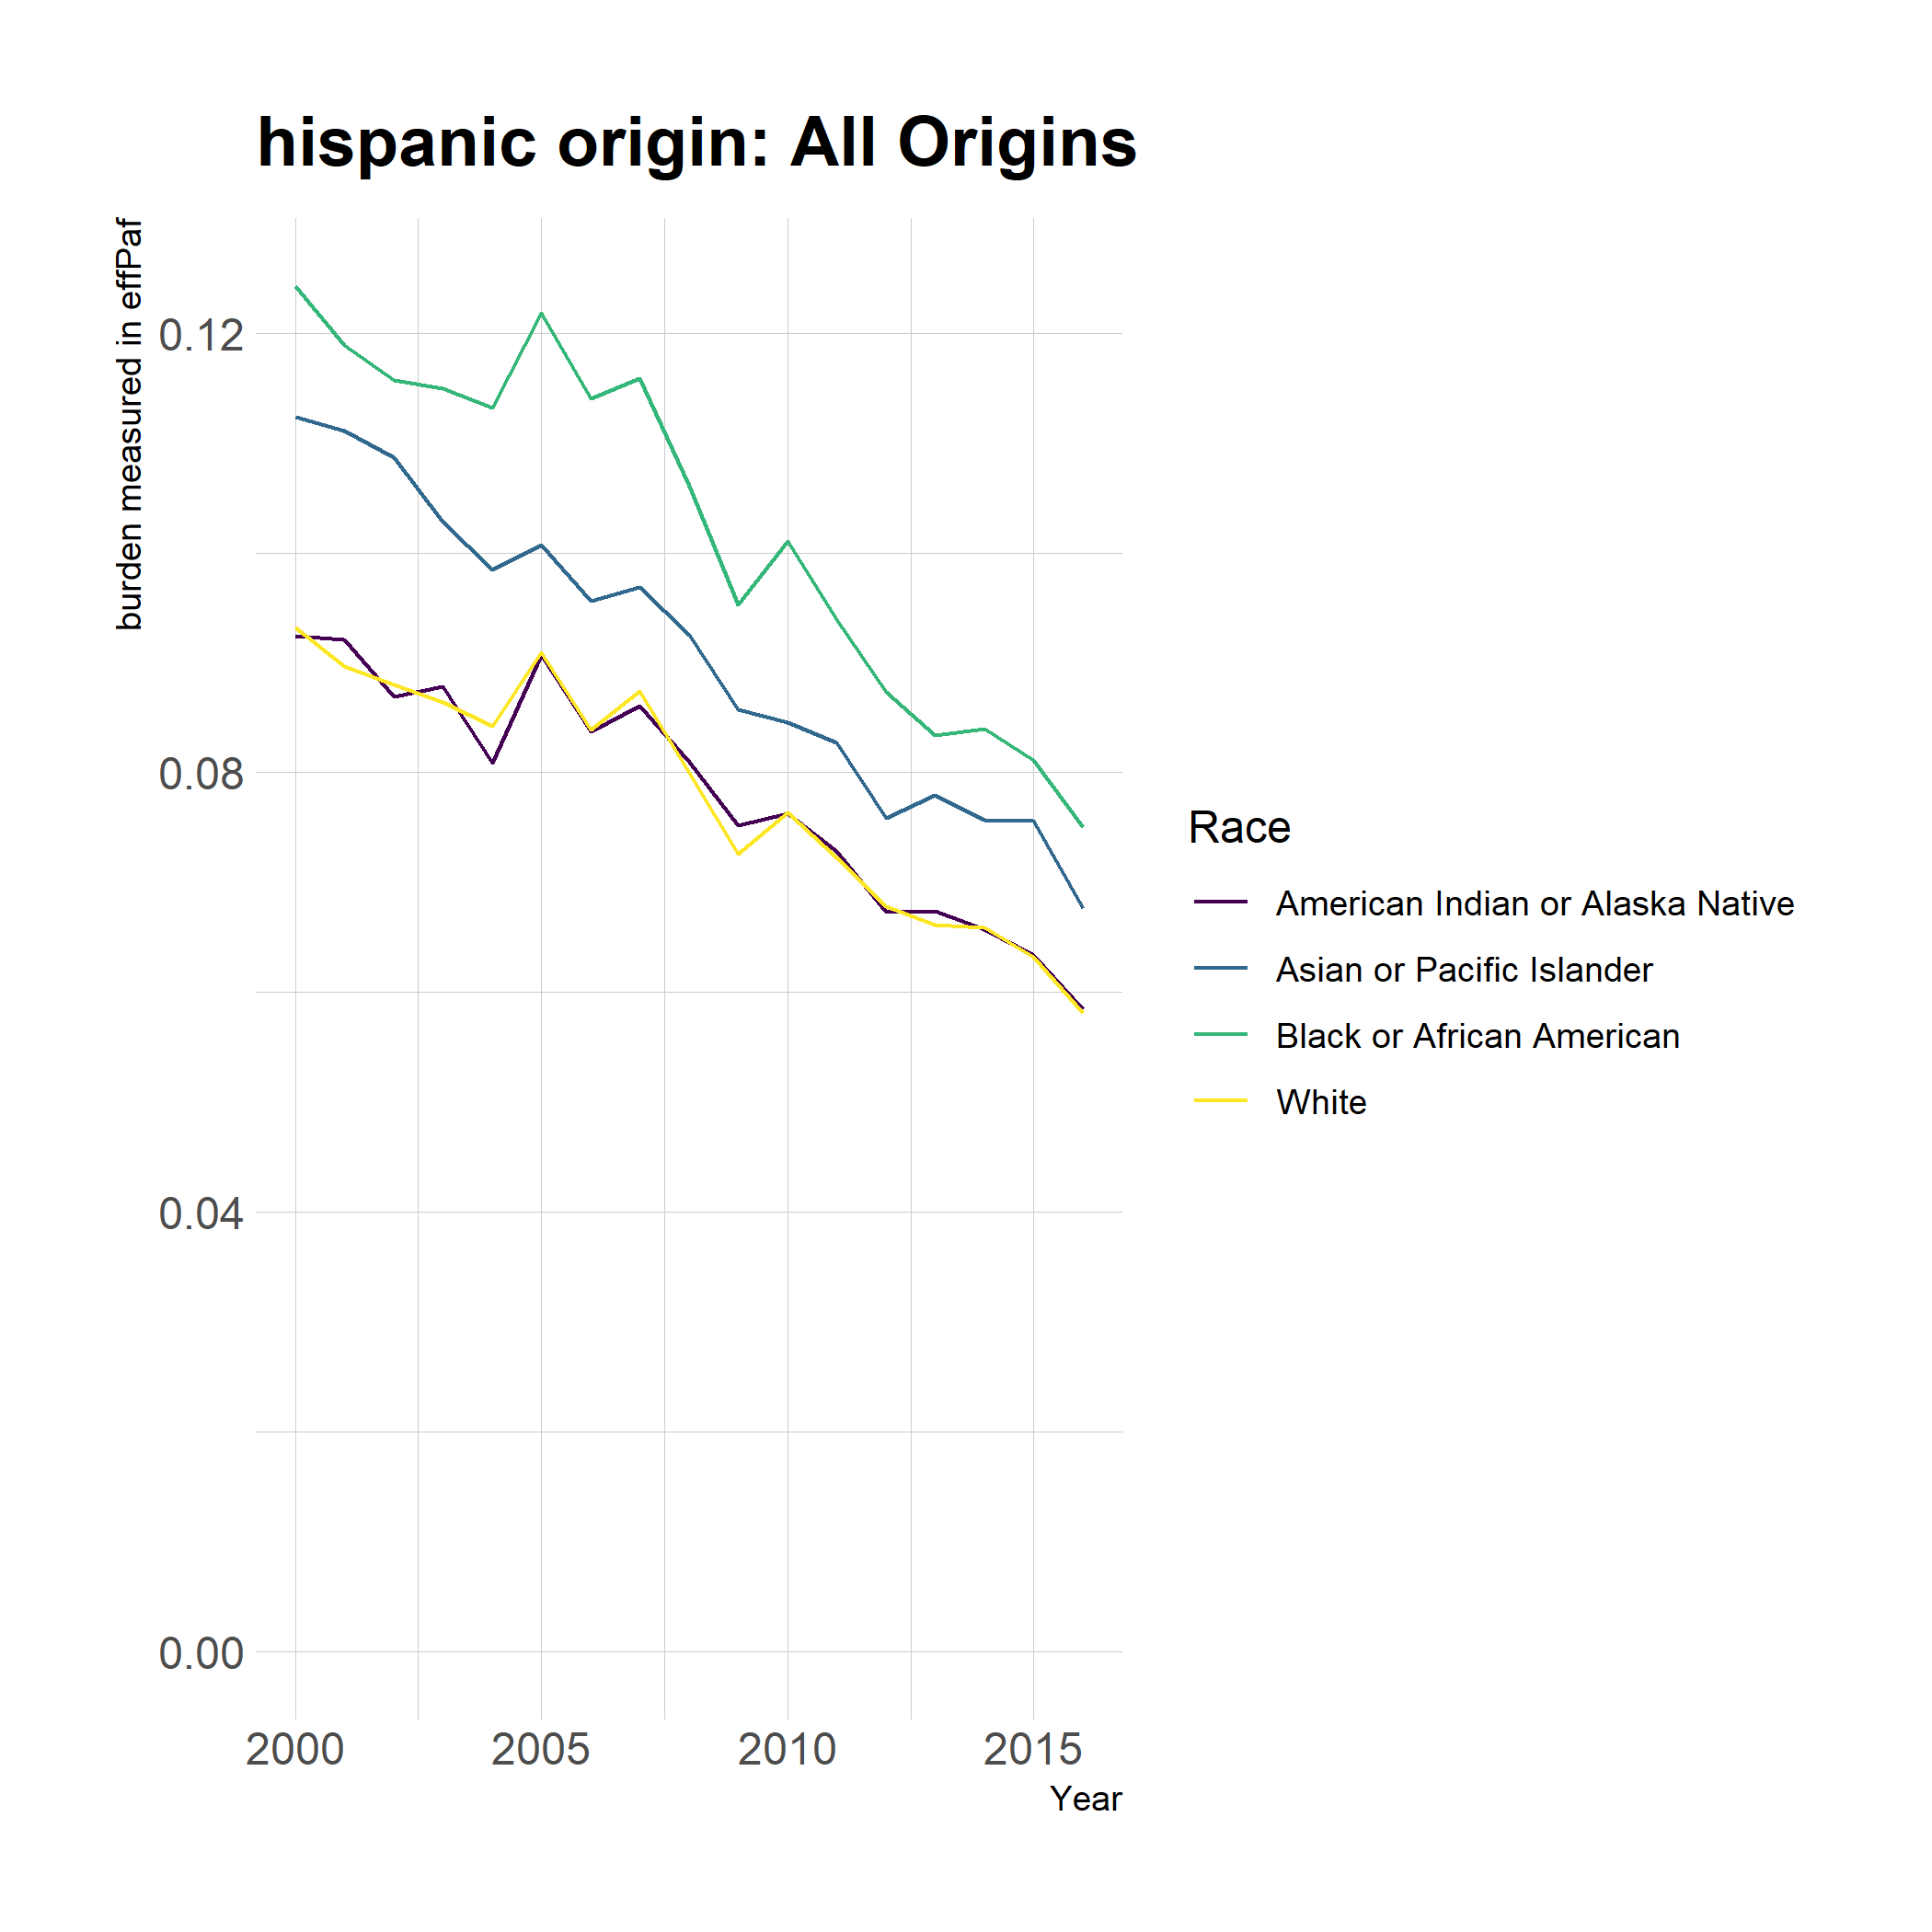 hispanic origin: All Origins
burden measured in effPaf
0.12
0.08
0.04
0.00
2000 2005 2010 2015
Year
Race
American Indian or Alaska Native
Asian or Pacific Islander
Black or African American
White